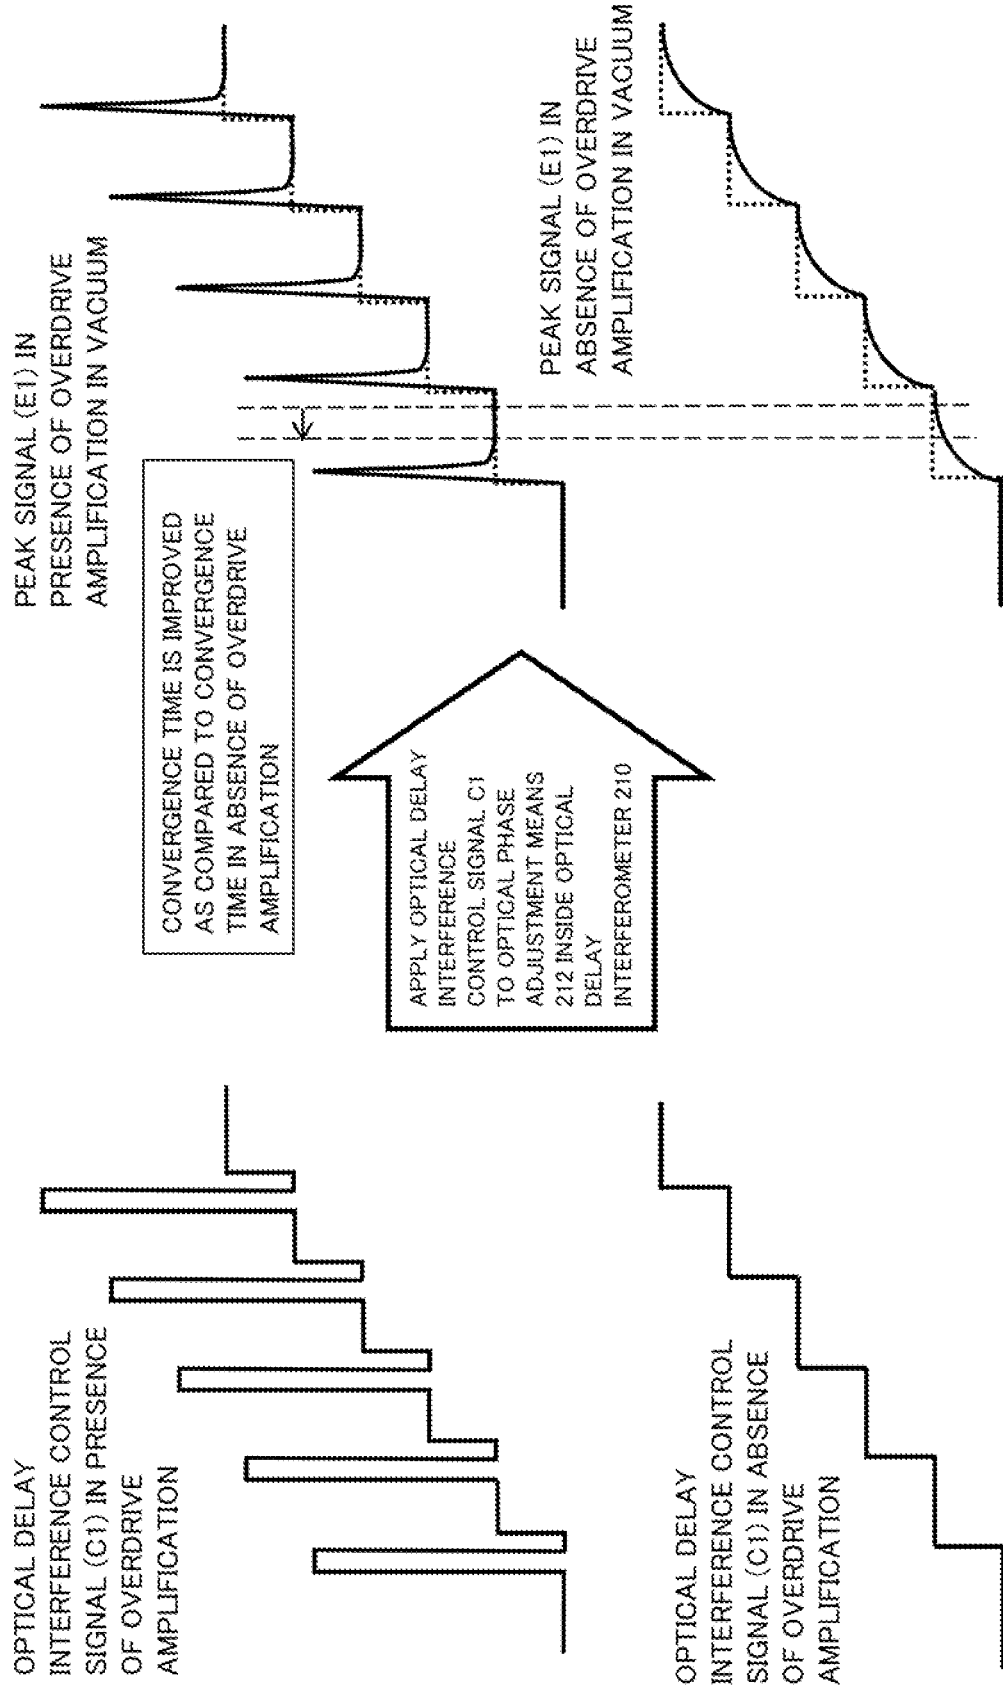 OPTICAL DELAY
INTERFERENCE CONTROL
SIGNAL (C1) IN PRESENCE
OF OVERDRIVE
AMPLIFICATION
CONVERGENCE TIME IS IMPROVED
AS COMPARED TO CONVERGENCE
TIME IN ABSENCE OF OVERDRIVE
AMPLIFICATION
PEAK SIGNAL (E1) IN
PRESENCE OF OVERDRIVE
AMPLIFICATION IN VACUUM
APPLY OPTICAL DELAY
INTERFERENCE
CONTROL SIGNAL C1
TO OPTICAL PHASE
ADJUSTMENT MEANS
212 INSIDE OPTICAL
DELAY
INTERFEROMETER 210
OPTICAL DELAY
INTERFERENCE CONTROL
SIGNAL (C1) IN ABSENCE
OF OVERDRIVE
AMPLIFICATION
PEAK SIGNAL (E1) IN
ABSENCE OF OVERDRIVE
AMPLIFICATION IN VACUUM